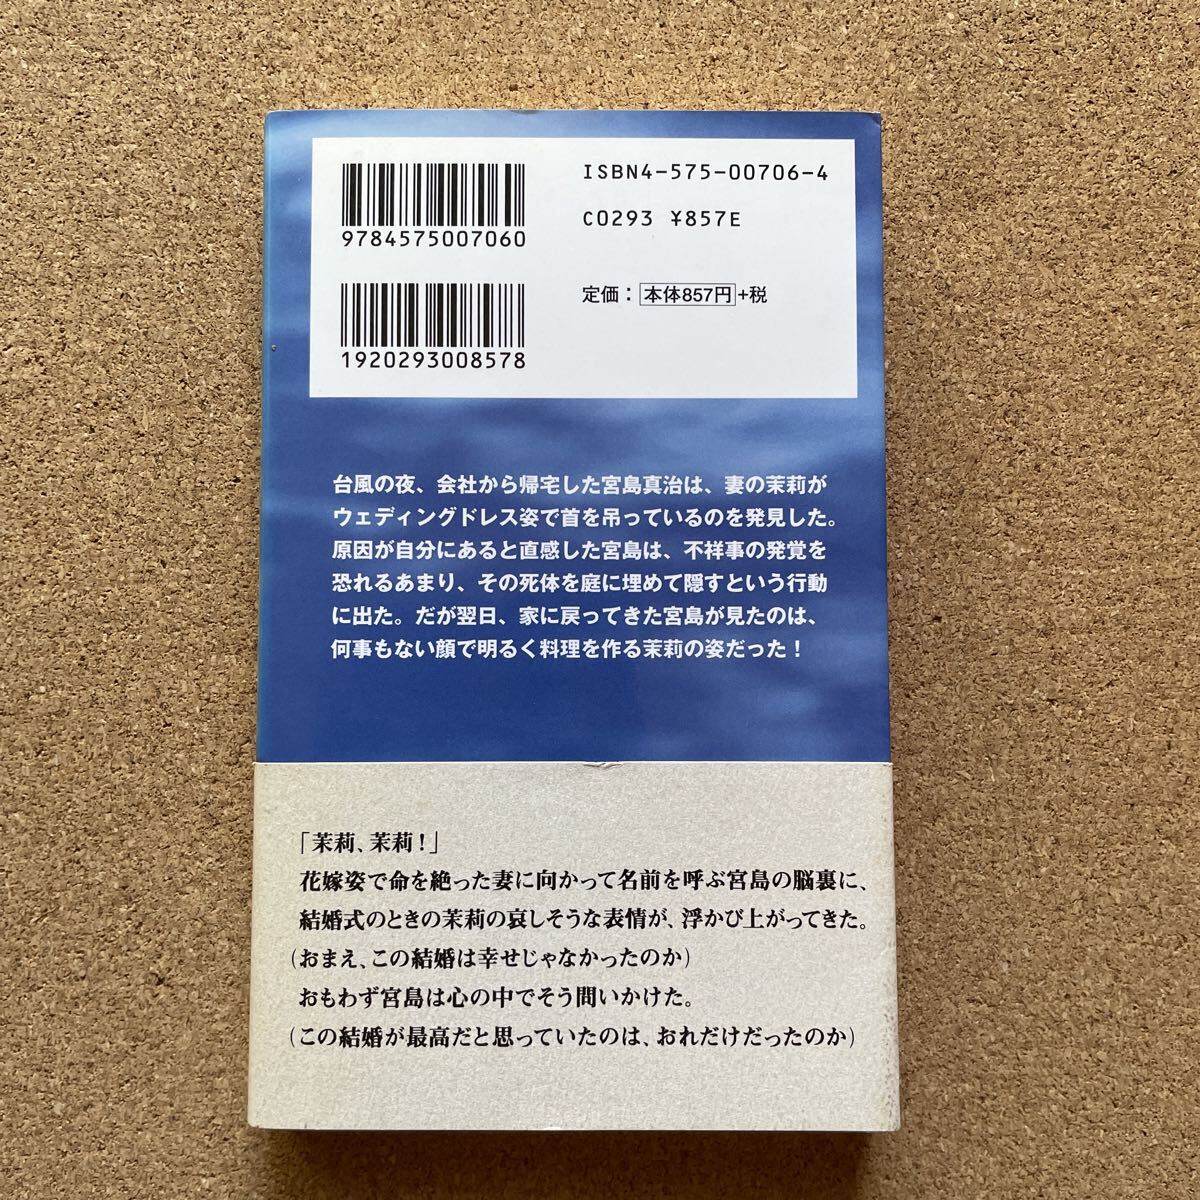 ISBN4-575-00706-4
C0293 ¥857E
定価：本体857円+税
9784575007060
1920293008578
台風の夜、会社から帰宅した宮島真治は、妻の茉莉が
ウェディングドレス姿で首を吊っているのを発見した。
原因が自分にあると直感した宮島は、不祥事の発覚を
恐れるあまり、その死体を庭に埋めて隠すという行動
に出た。だが翌日、家に戻ってきた宮島が見たのは、
何事もない顔で明るく料理を作る茉莉の姿だった！
「茉莉、茉莉！」
花嫁姿で命を絶った妻に向かって名前を呼ぶ宮島の脳裏に、
結婚式のときの茉莉の哀しそうな表情が、浮かび上がってきた。
（おまえ、この結婚は幸せじゃなかったのか）
おもわず宮島は心の中でそう問いかけた。
（この結婚が最高だと思っていたのは、おれだけだったのか）